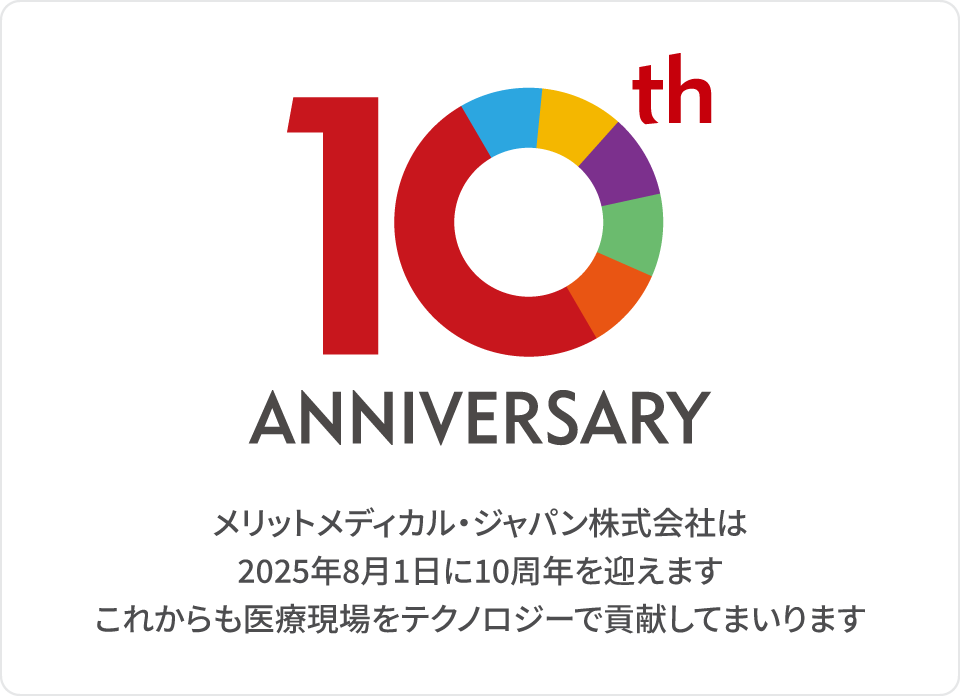 10th
ANNIVERSARY
メリットメディカル・ジャパン株式会社は
2025年8月1日に10周年を迎えます
これからも医療現場をテクノロジーで貢献してまいります